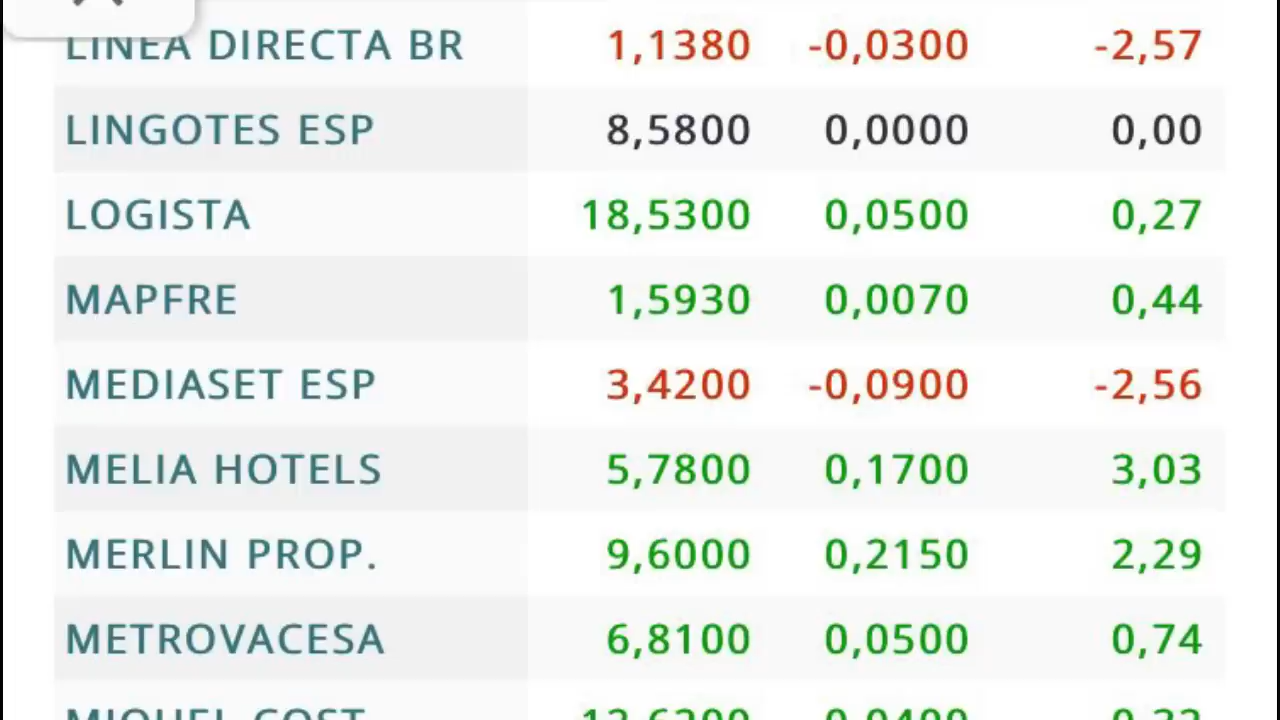 LINEA DIRECTA BR 1,1380 -0,0300 -2,57
LINGOTES ESP 8,5800 0,0000 0,00
LOGISTA 18,5300 0,0500 0,27
MAPFRE 1,5930 0,0070 0,44
MEDIASET ESP 3,4200 -0,0900 -2,56
MELIA HOTELS 5,7800 0,1700 3,03
MERLIN PROP. 9,6000 0,2150 2,29
METROVACESA 6,8100 0,0500 0,74
MIQUEL COST